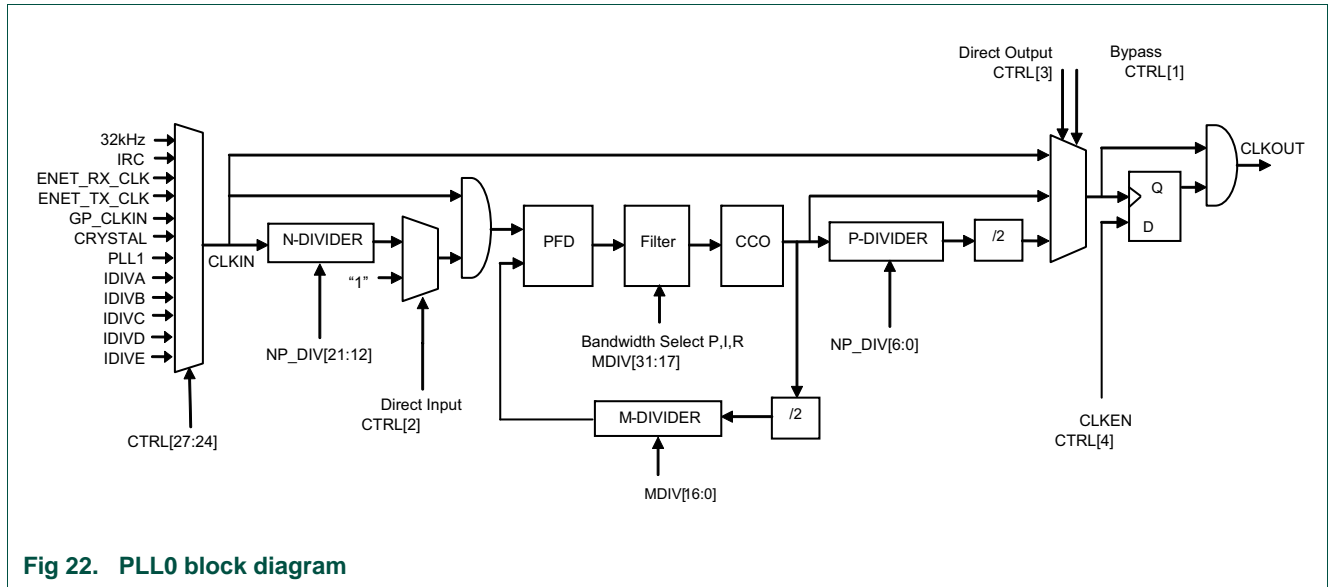 Direct Output
CTRL[3]
Bypass
CTRL[1]
32kHz
IRC
ENET_RX_CLK
ENET_TX_CLK
GP_CLKIN
CRYSTAL
PLL1
IDIVA
IDIVB
IDIVC
IDIVD
IDIVE
CTRL[27:24]
CLKIN
N-DIVIDER
NP_DIV[21:12]
"1"
Direct Input
CTRL[2]
PFD
Filter
Bandwidth Select P,I,R
MDIV[31:17]
CCO
P-DIVIDER
NP_DIV[6:0]
/2
/2
M-DIVIDER
MDIV[16:0]
Q
D
CLKOUT
CLKEN
CTRL[4]
Fig 22. PLL0 block diagram